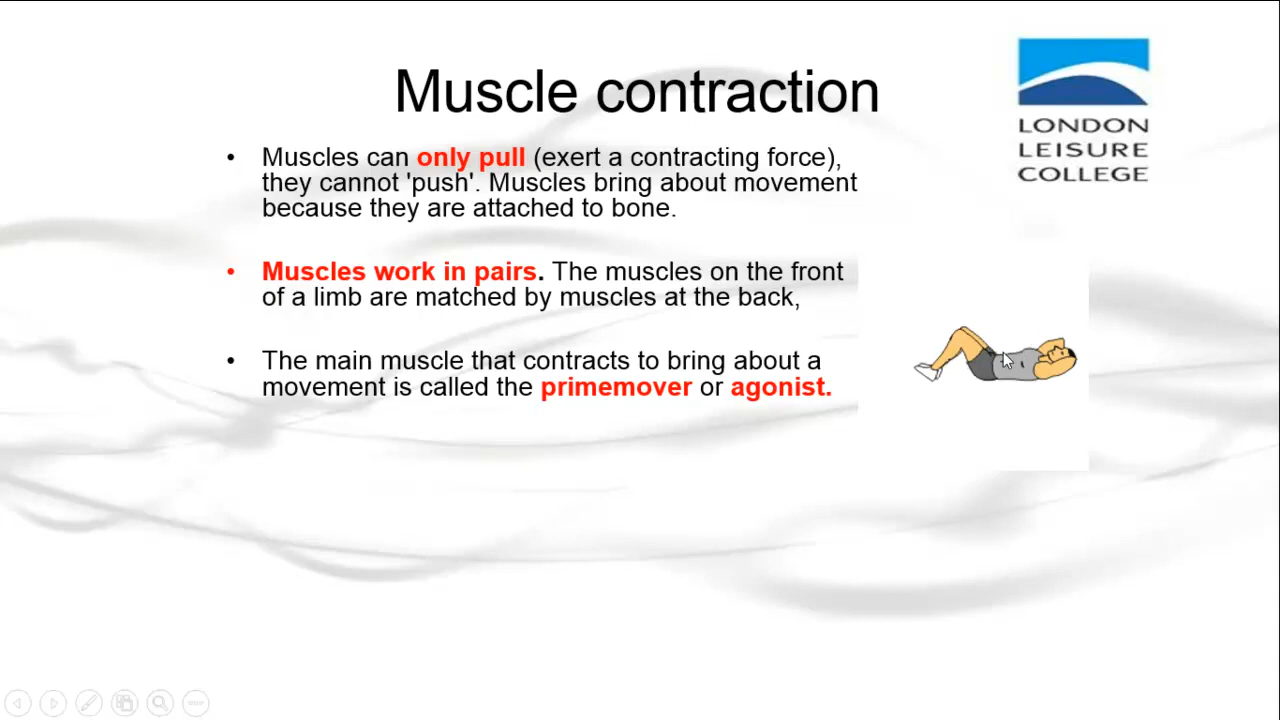 Muscle contraction
LONDON
LEISURE
COLLEGE
• Muscles can only pull (exert a contracting force),
they cannot 'push'. Muscles bring about movement
because they are attached to bone.
• Muscles work in pairs. The muscles on the front
of a limb are matched by muscles at the back,
• The main muscle that contracts to bring about a
movement is called the primemover or agonist.